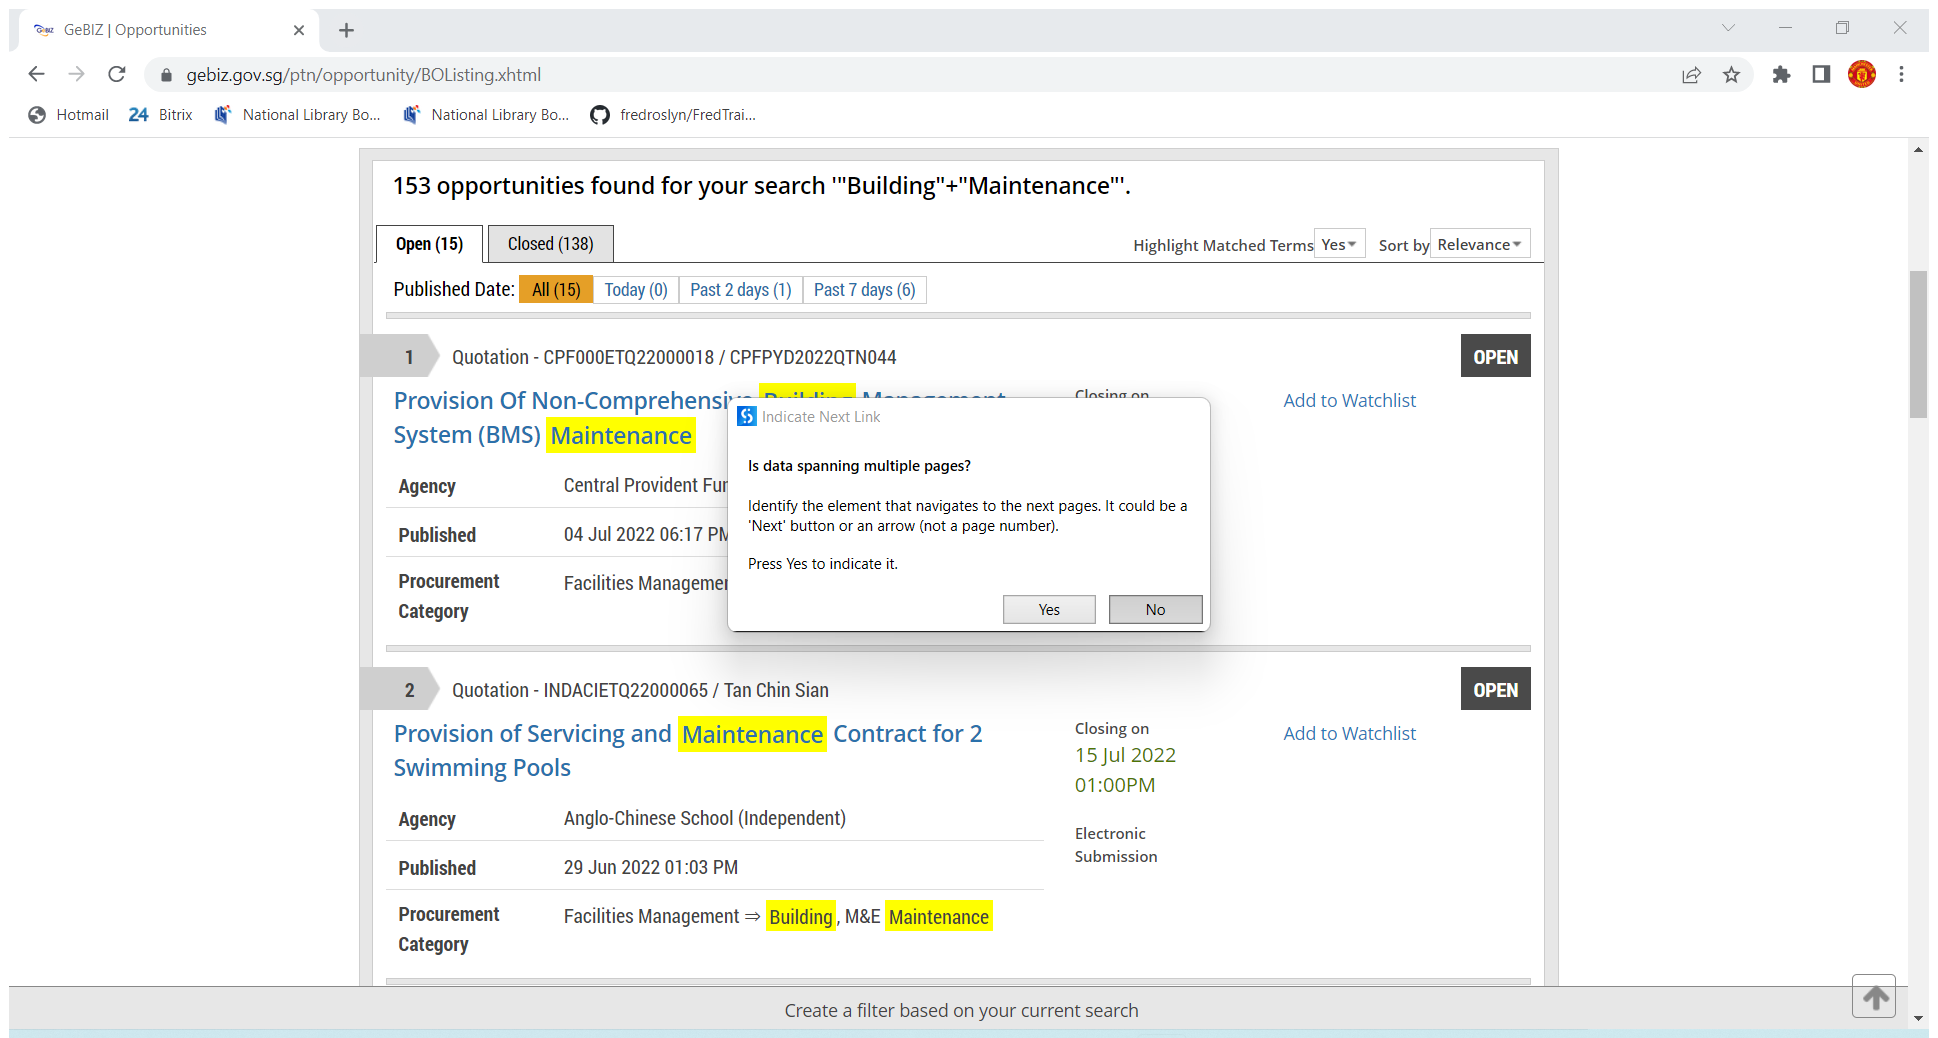 GeBIZ | Opportunities
gebiz.gov.sg/ptn/opportunity/BOListing.xhtml
Hotmail 24 Bitrix National Library Bo... National Library Bo... fredroslyn/FredTrai...
153 opportunities found for your search '"Building"+"Maintenance"'.
Open (15) Closed (138) Highlight Matched Terms Yes Sort by Relevance
Published Date: All (15) Today (0) Past 2 days (1) Past 7 days (6)
1 Quotation - CPF000ETQ22000018 / CPFPYD2022QTN044 OPEN
Provision Of Non-Comprehensive Building Management Closing on Add to Watchlist
System (BMS) Maintenance
Agency Central Provident Fun
Published 04 Jul 2022 06:17 PM
Procurement Facilities Managemen
Category
Indicate Next Link
Is data spanning multiple pages?
Identify the element that navigates to the next pages. It could be a
'Next' button or an arrow (not a page number).
Press Yes to indicate it.
Yes No
2 Quotation - INDACIETQ22000065 / Tan Chin Sian OPEN
Provision of Servicing and Maintenance Contract for 2
Swimming Pools
Closing on Add to Watchlist
15 Jul 2022
01:00PM
Electronic
Submission
Agency Anglo-Chinese School (Independent)
Published 29 Jun 2022 01:03 PM
Procurement Facilities Management ⇒ Building, M&E Maintenance
Category
Create a filter based on your current search